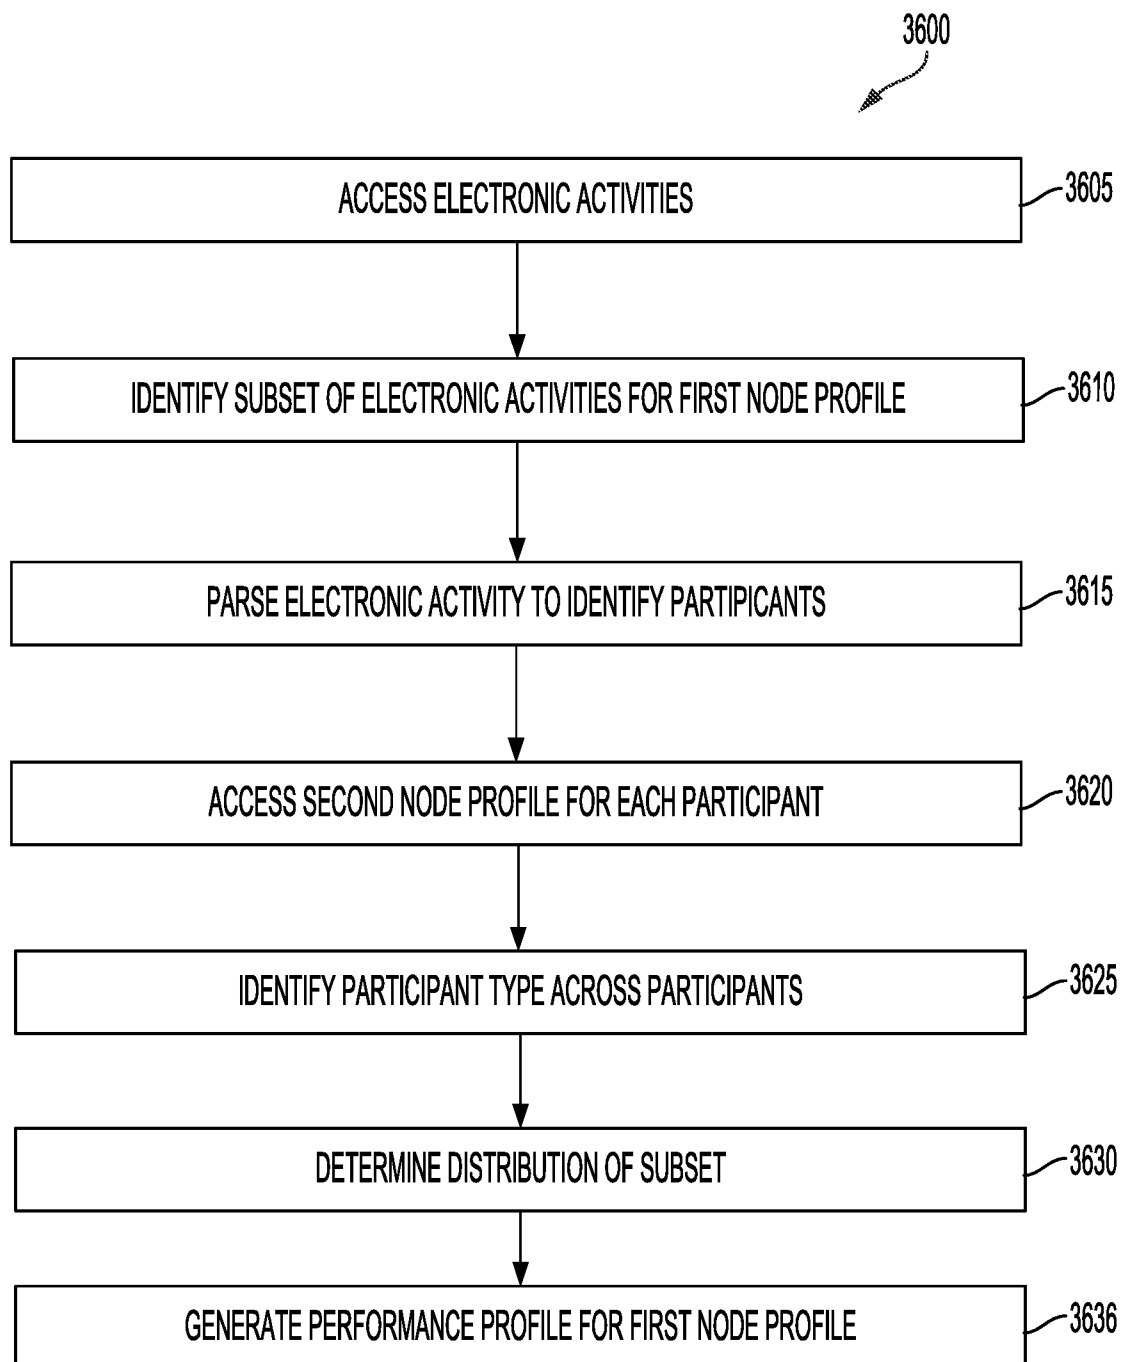 3600
ACCESS ELECTRONIC ACTIVITIES
3605
IDENTIFY SUBSET OF ELECTRONIC ACTIVITIES FOR FIRST NODE PROFILE
3610
PARSE ELECTRONIC ACTIVITY TO IDENTIFY PARTIPICANTS
3615
ACCESS SECOND NODE PROFILE FOR EACH PARTICIPANT
3620
IDENTIFY PARTICIPANT TYPE ACROSS PARTICIPANTS
3625
DETERMINE DISTRIBUTION OF SUBSET
3630
GENERATE PERFORMANCE PROFILE FOR FIRST NODE PROFILE
3636